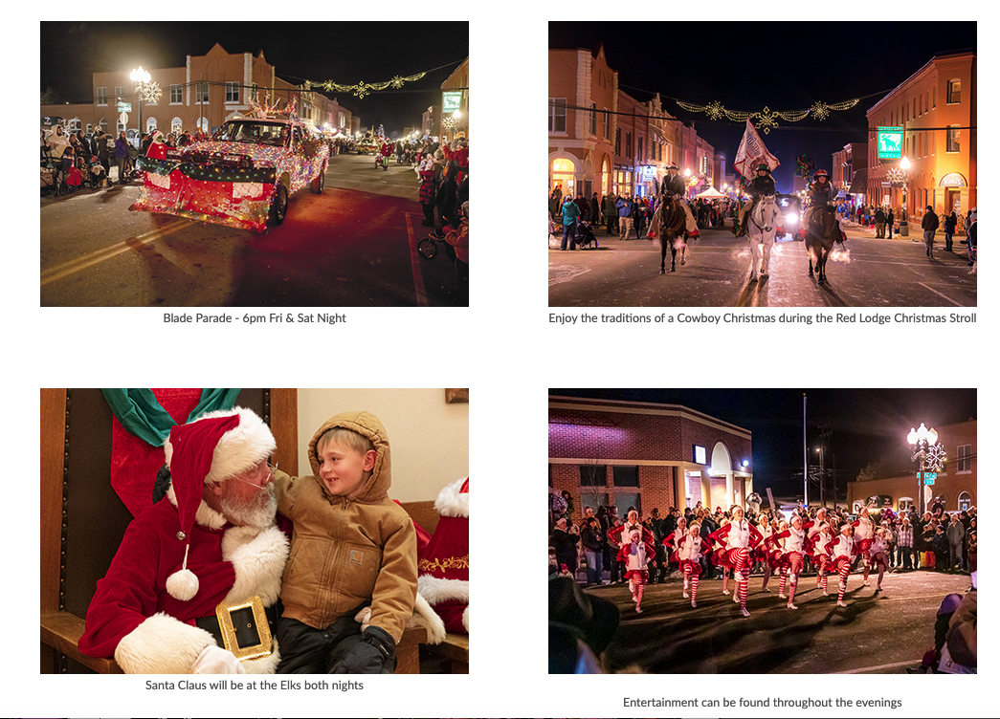 Blade Parade - 6pm Fri & Sat Night
Enjoy the traditions of a Cowboy Christmas during the Red Lodge Christmas Stroll
Santa Claus will be at the Elks both nights
Entertainment can be found throughout the evenings